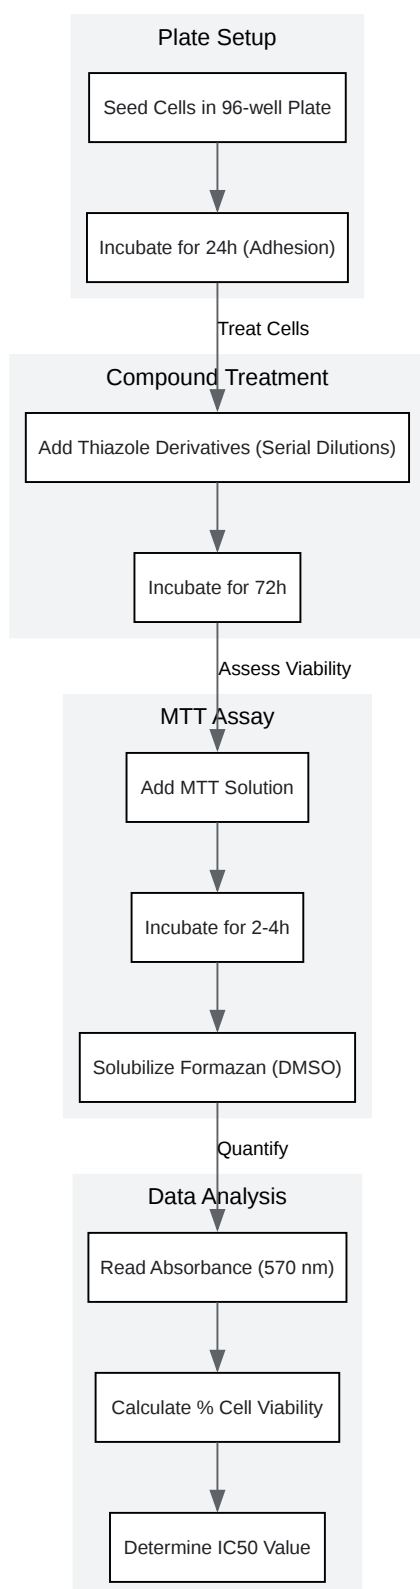 Plate Setup
Seed Cells in 96-well Plate
Incubate for 24h (Adhesion)
Treat Cells
Compound Treatment
Add Thiazole Derivatives (Serial Dilutions)
Incubate for 72h
Assess Viability
MTT Assay
Add MTT Solution
Incubate for 2-4h
Solubilize Formazan (DMSO)
Quantify
Data Analysis
Read Absorbance (570 nm)
Calculate % Cell Viability
Determine IC50 Value